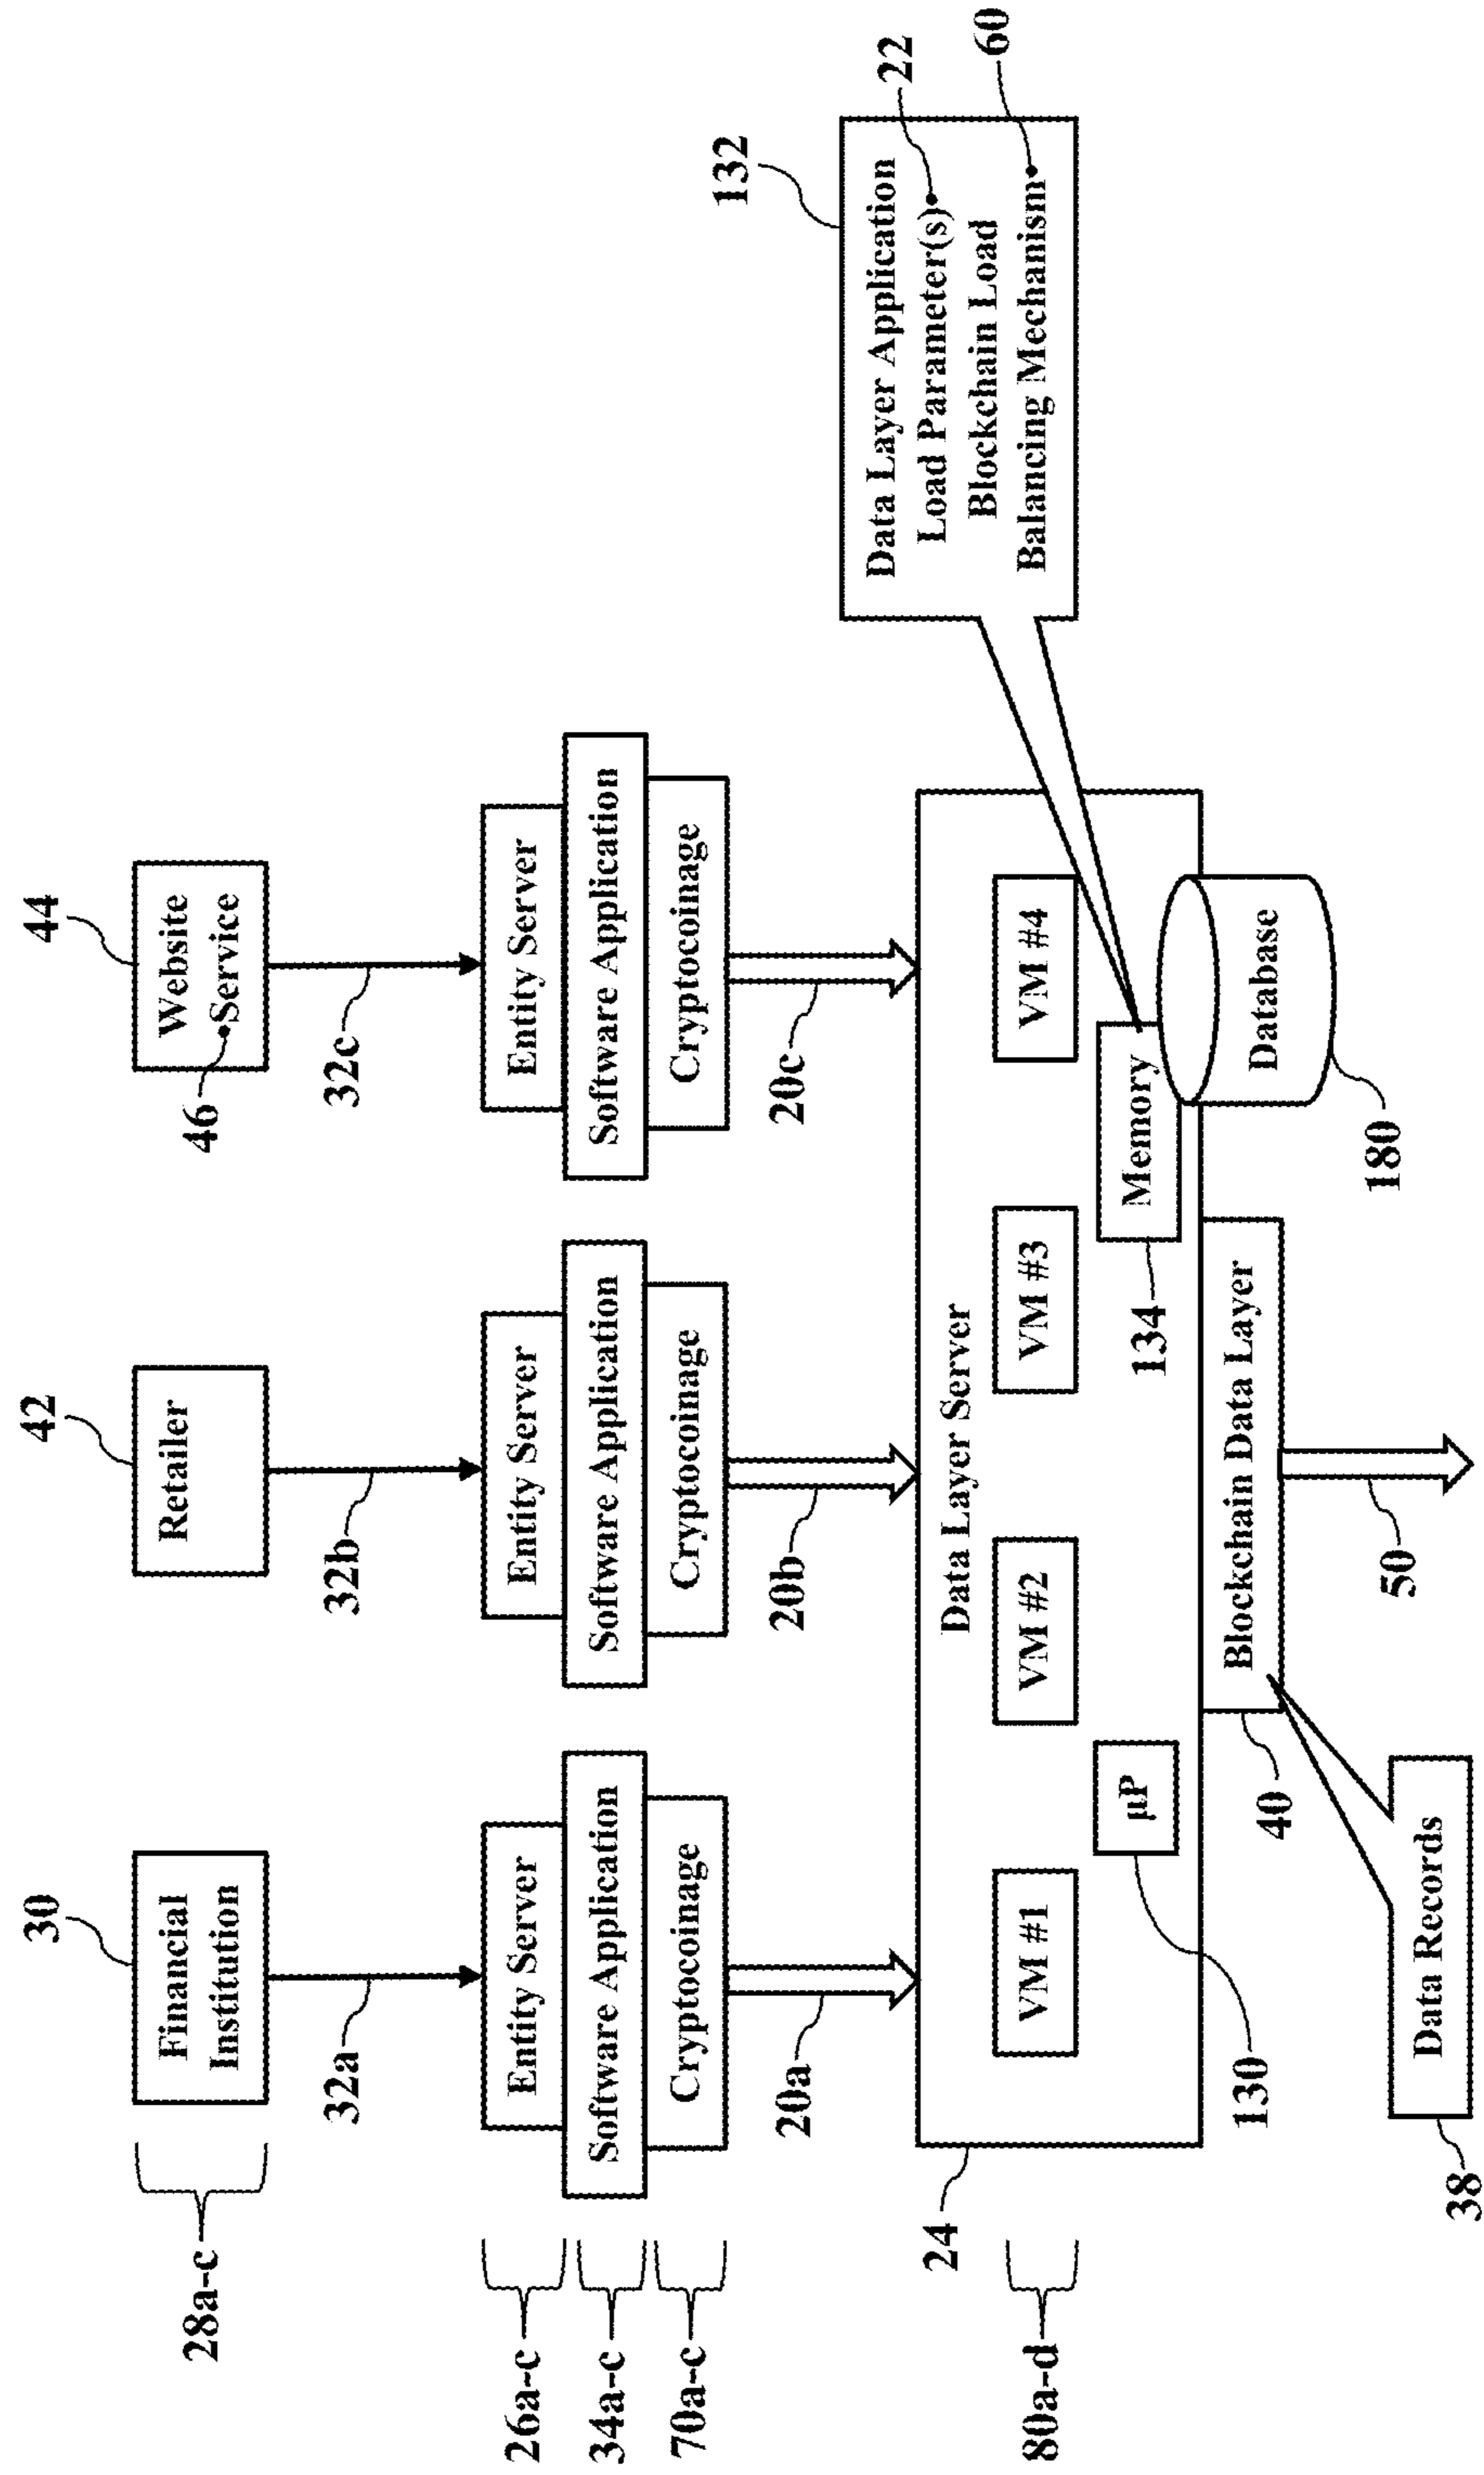 30
42
44
Financial
Institution
Retailer
Website
•Service
46
28a-c
32a
32b
32c
26a-c
Entity Server
Entity Server
Entity Server
34a-c
Software Application
Software Application
Software Application
70a-c
Cryptocoinage
Cryptocoinage
Cryptocoinage
20a
20b
20c
132
Data Layer Application
Load Parameter(s)•
22
Blockchain Load
Balancing Mechanism•
60
24
Data Layer Server
80a-d
VM #1
VM #2
VM #3
VM #4
130
µP
134
Memory
40
Blockchain Data Layer
Database
180
50
38
Data Records